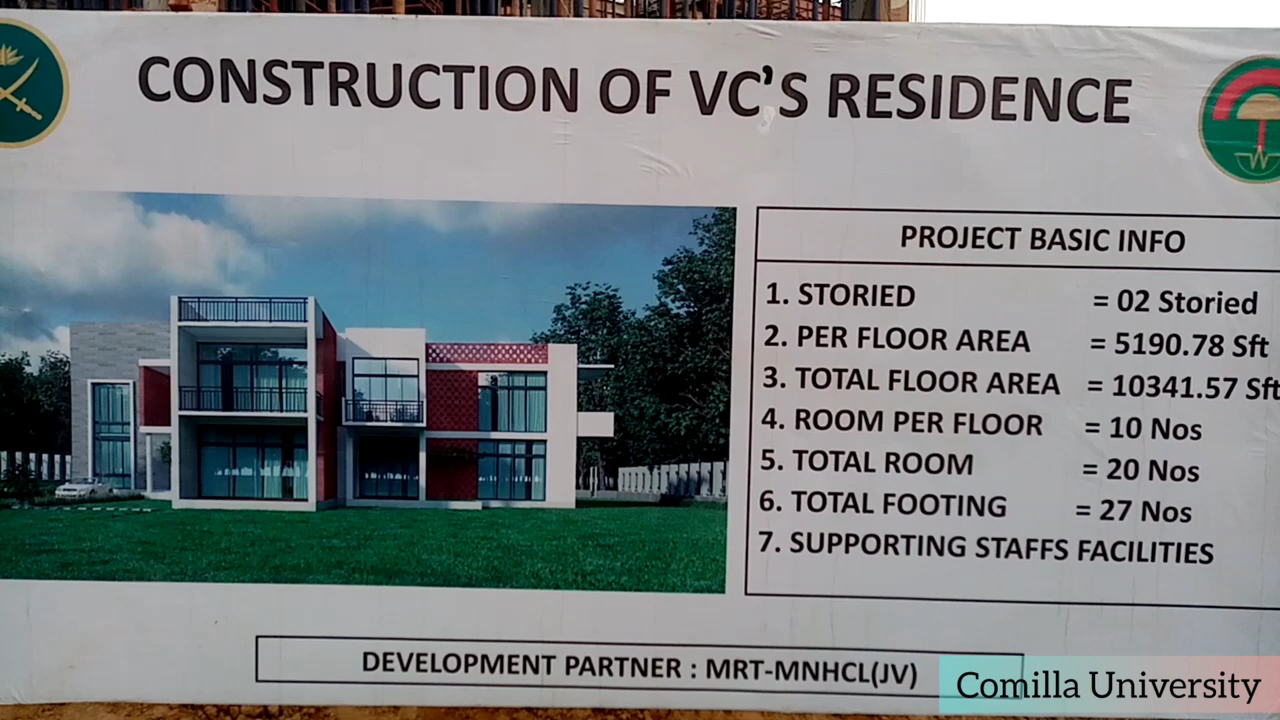 CONSTRUCTION OF VC'S RESIDENCE
PROJECT BASIC INFO
1. STORIED = 02 Storied
2. PER FLOOR AREA = 5190.78 Sft
3. TOTAL FLOOR AREA = 10341.57 Sft
4. ROOM PER FLOOR = 10 Nos
5. TOTAL ROOM = 20 Nos
6. TOTAL FOOTING = 27 Nos
7. SUPPORTING STAFFS FACILITIES
DEVELOPMENT PARTNER : MRT-MNHCL(JV)
Comilla University